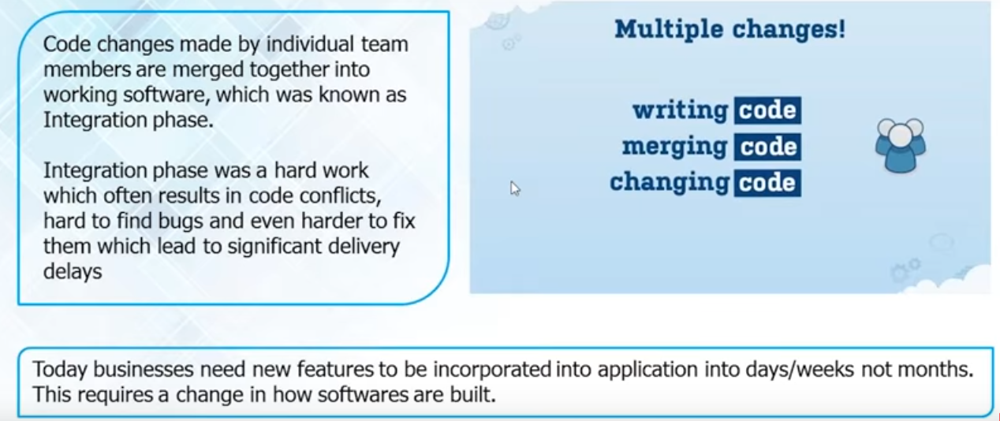 Code changes made by individual team
members are merged together into
working software, which was known as
Integration phase.
Integration phase was a hard work
which often results in code conflicts,
hard to find bugs and even harder to fix
them which lead to significant delivery
delays
Multiple changes!
writing code
merging code
changing code
Today businesses need new features to be incorporated into application into days/weeks not months.
This requires a change in how softwares are built.